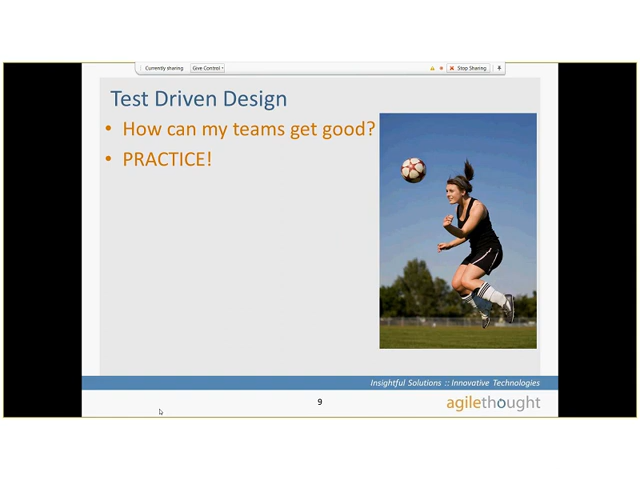 Currently sharing
Give Control
Stop Sharing
Test Driven Design
• How can my teams get good?
• PRACTICE!
Insightful Solutions :: Innovative Technologies
9
agilethought